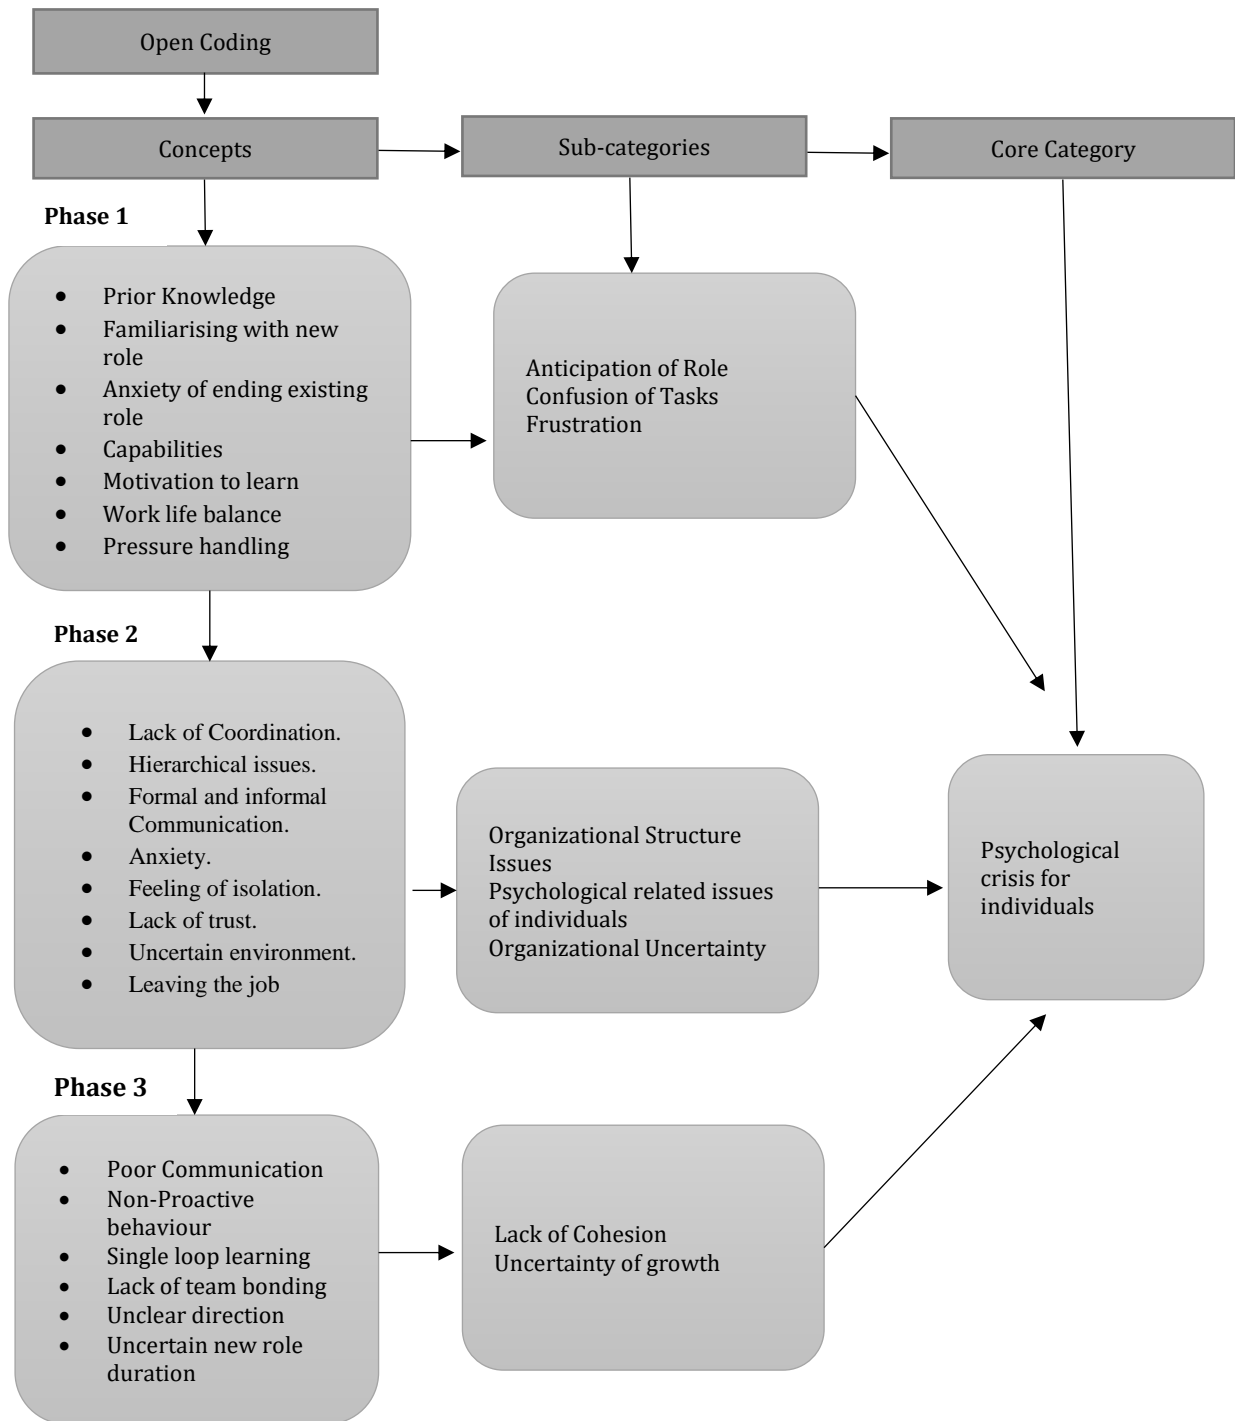 Open Coding
Concepts
Sub-categories
Core Category
Phase 1
• Prior Knowledge
• Familiarising with new
role
• Anxiety of ending existing
role
• Capabilities
• Motivation to learn
• Work life balance
• Pressure handling
Anticipation of Role
Confusion of Tasks
Frustration
Phase 2
• Lack of Coordination.
• Hierarchical issues.
• Formal and informal
Communication.
• Anxiety.
• Feeling of isolation.
• Lack of trust.
• Uncertain environment.
• Leaving the job
Organizational Structure
Issues
Psychological related issues
of individuals
Organizational Uncertainty
Psychological
crisis for
individuals
Phase 3
• Poor Communication
• Non-Proactive
behaviour
• Single loop learning
• Lack of team bonding
• Unclear direction
• Uncertain new role
duration
Lack of Cohesion
Uncertainty of growth